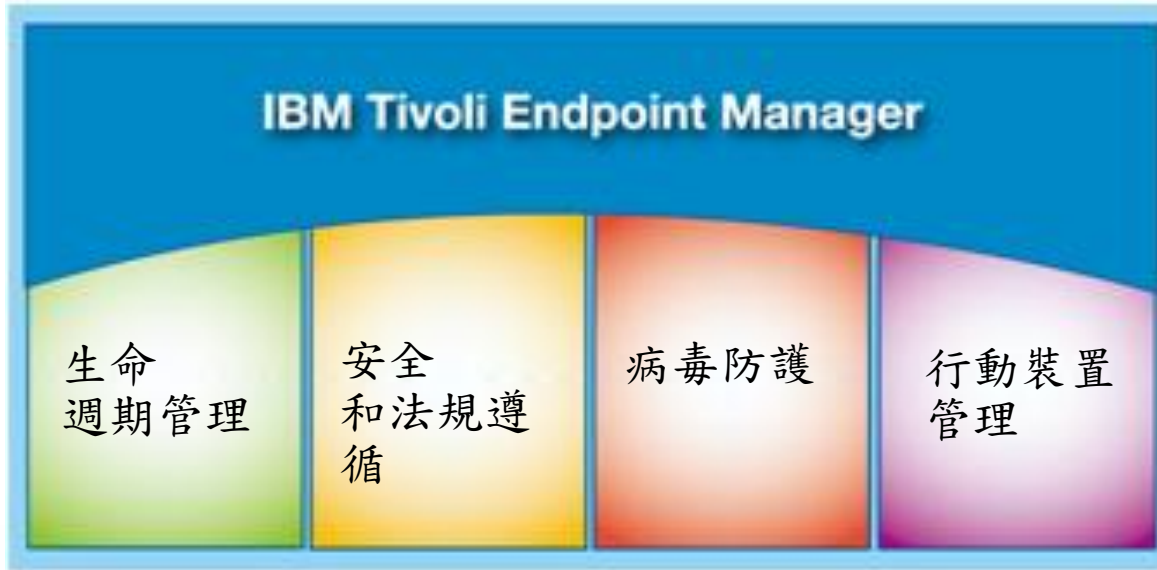 IBM Tivoli Endpoint Manager
生命
週期管理
安全
和法規遵
循
病毒防護
行動裝置
管理